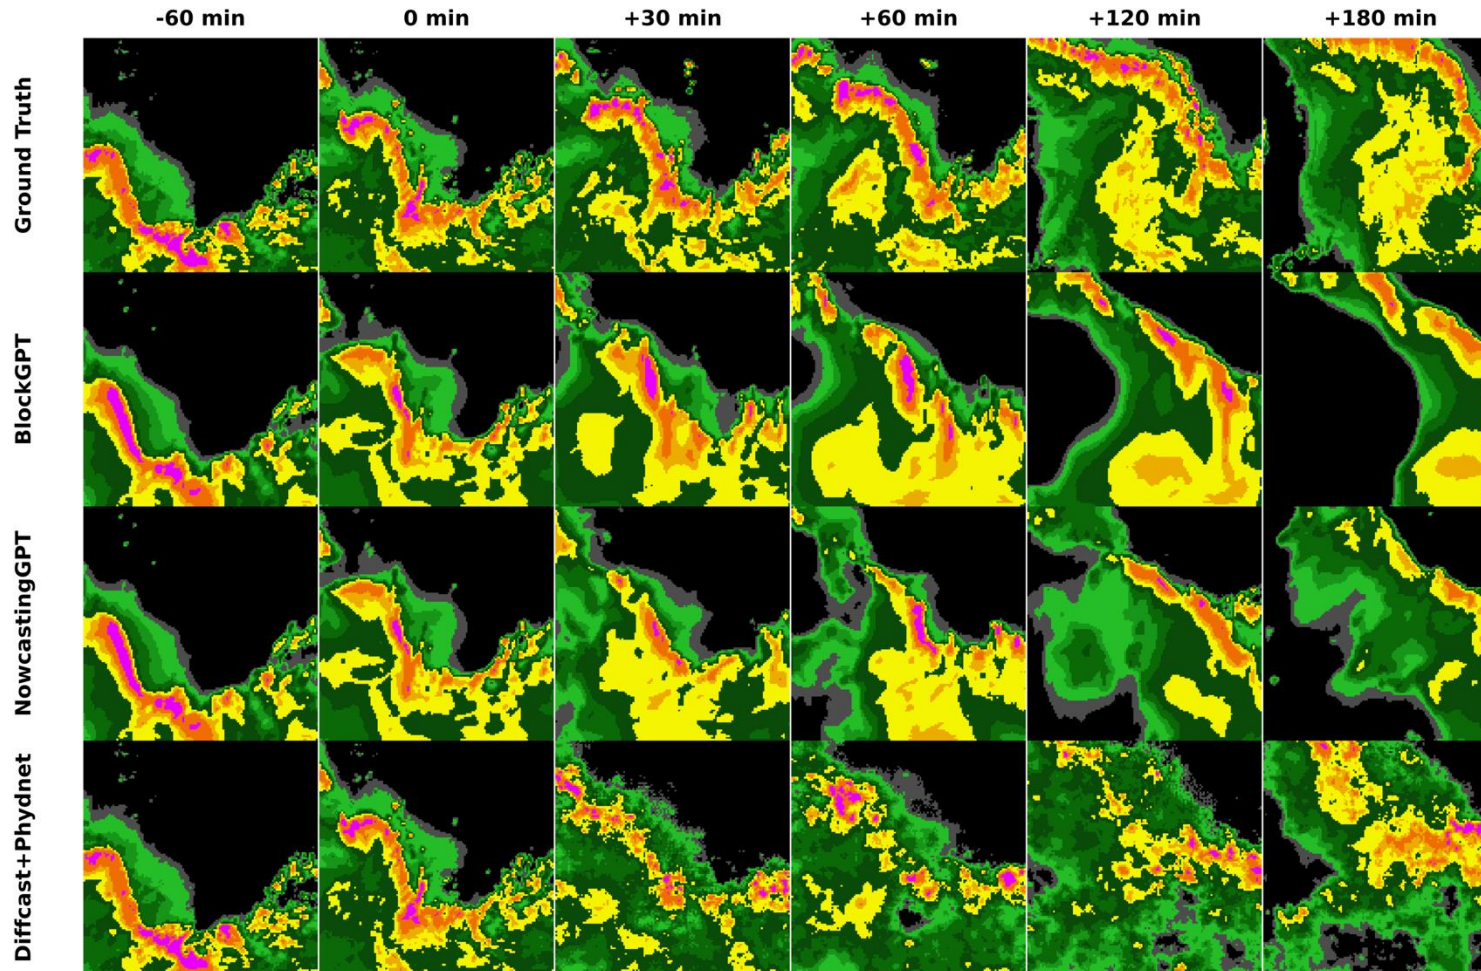 -60 min 0 min +30 min +60 min +120 min +180 min
Ground Truth
BlockGPT
NowcastingGPT
Diffcast+Phydnet